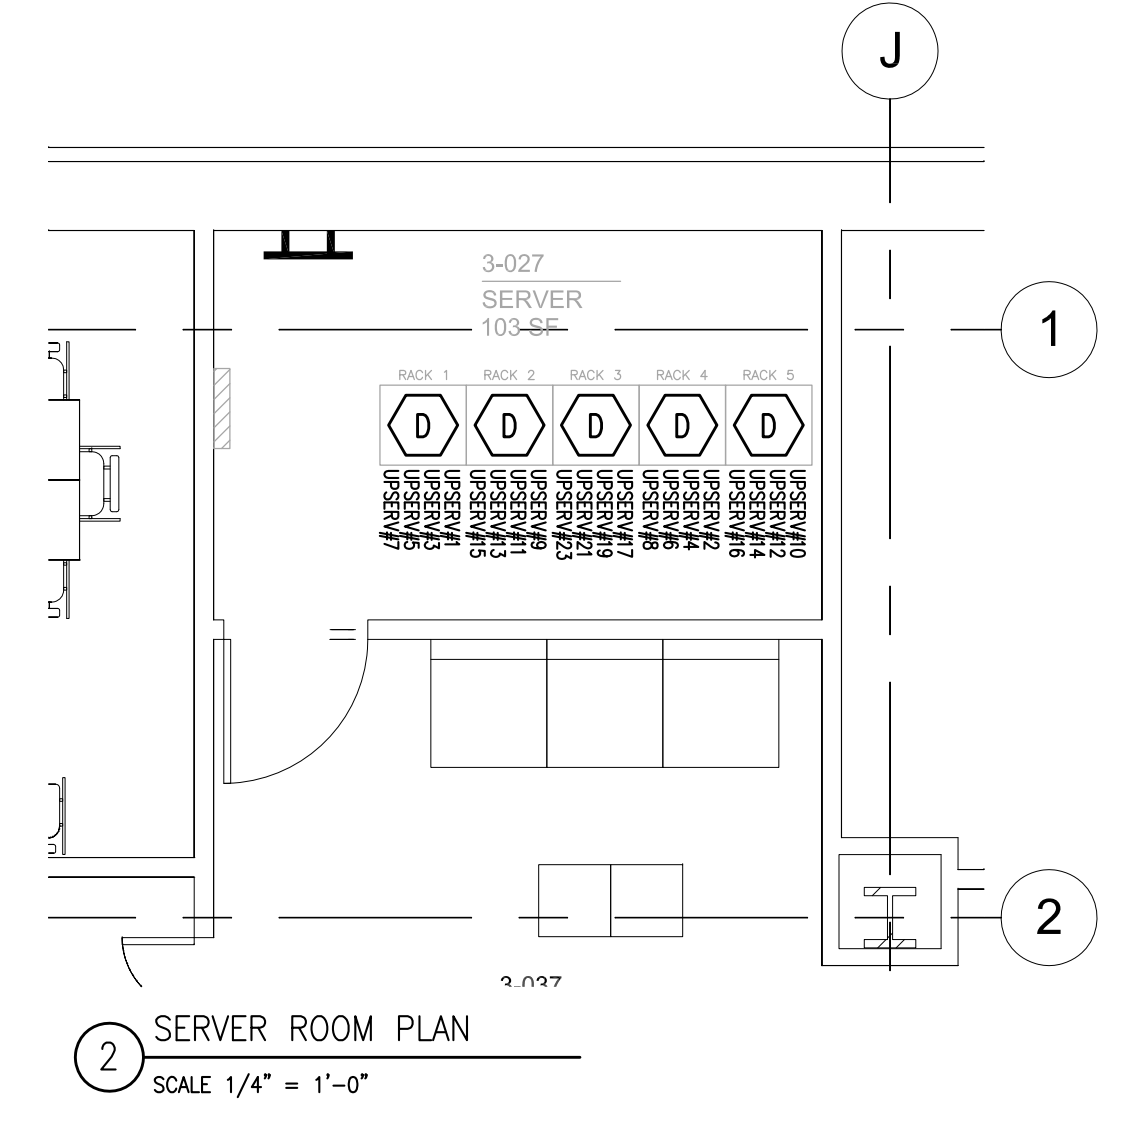 J
3-027
SERVER
103 SF
1
RACK 1
RACK 2
RACK 3
RACK 4
RACK 5
D
D
D
D
D
UPSERV#7
UPSERV#5
UPSERV#3
UPSERV#1
UPSERV#15
UPSERV#13
UPSERV#11
UPSERV#9
UPSERV#23
UPSERV#21
UPSERV#19
UPSERV#17
UPSERV#8
UPSERV#6
UPSERV#4
UPSERV#2
UPSERV#16
UPSERV#14
UPSERV#12
UPSERV#10
2
3-037
2
SERVER ROOM PLAN
SCALE 1/4" = 1'-0"